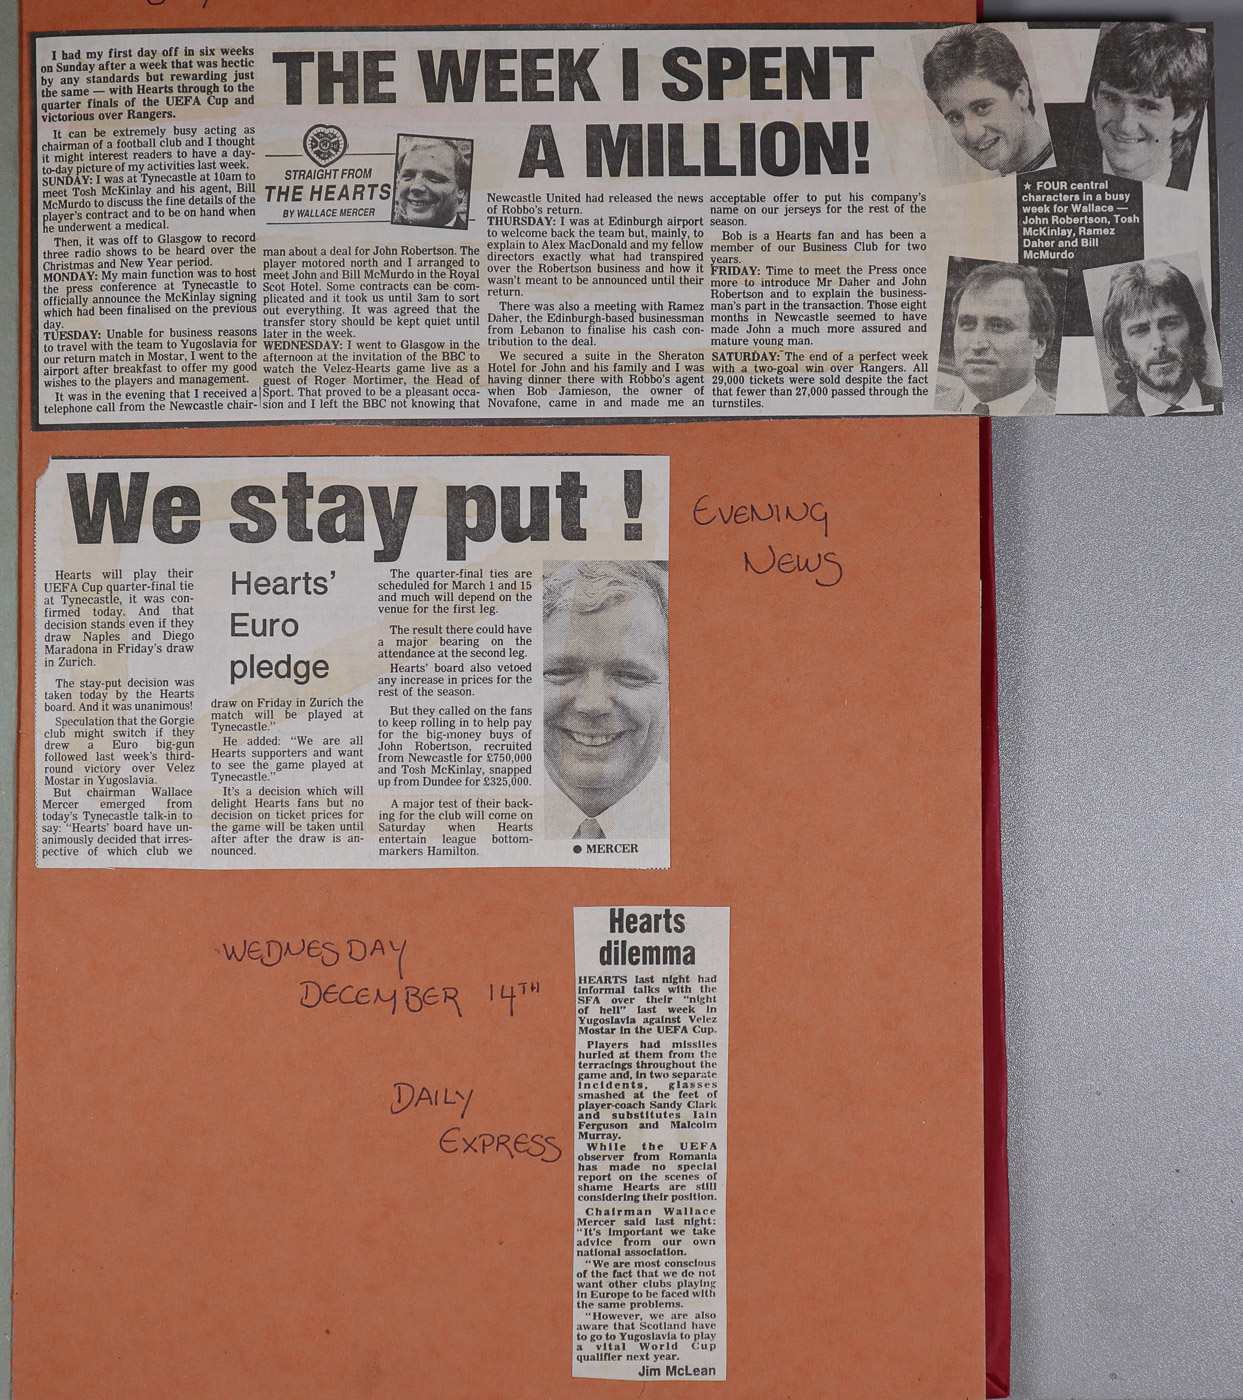 THE WEEK I SPENT
A MILLION!
STRAIGHT FROM
THE HEARTS
BY WALLACE MERCER
I had my first day off in six weeks
on Sunday after a week that was hectic
by any standards but rewarding just
the same — with Hearts through to the
quarter finals of the UEFA Cup and
victorious over Rangers.
It can be extremely busy acting as
chairman of a football club and I thought
it might interest readers to have a day-
to-day picture of my activities last week.
SUNDAY: I was at Tynecastle at 10am to
meet Tosh McKinlay and his agent, Bill
McMurdo to discuss the fine details of the
player's contract and to be on hand when
he underwent a medical.
Then, it was off to Glasgow to record
three radio shows to be heard over the
Christmas and New Year period.
MONDAY: My main function was to host
the press conference at Tynecastle to
officially announce the McKinlay signing
which had been finalised on the previous
day.
TUESDAY: Unable for business reasons
to travel with the team to Yugoslavia for
our return match in Mostar, I went to the
airport after breakfast to offer my good
wishes to the players and management.
It was in the evening that I received a
telephone call from the Newcastle chair-
man about a deal for John Robertson. The
player motored north and I arranged to
meet John and Bill McMurdo in the Royal
Scot Hotel. Some contracts can be com-
plicated and it took us until 3am to sort
out everything. It was agreed that the
transfer story should be kept quiet until
later in the week.
WEDNESDAY: I went to Glasgow in the
afternoon at the invitation of the BBC to
watch the Velez-Hearts game live as a
guest of Roger Mortimer, the Head of
Sport. That proved to be a pleasant occa-
sion and I left the BBC not knowing that
Newcastle United had released the news
of Robbo's return.
THURSDAY: I was at Edinburgh airport
to welcome back the team but, mainly, to
explain to Alex MacDonald and my fellow
directors exactly what had transpired
over the Robertson business and how it
wasn't meant to be announced until their
return.
There was also a meeting with Ramez
Daher, the Edinburgh-based businessman
from Lebanon to finalise his cash con-
tribution to the deal.
We secured a suite in the Sheraton
Hotel for John and his family and I was
having dinner there with Robbo's agent
when Bob Jamieson, the owner of
Novafone, came in and made me an
acceptable offer to put his company's
name on our jerseys for the rest of the
season.
Bob is a Hearts fan and has been a
member of our Business Club for two
years.
FRIDAY: Time to meet the Press once
more to introduce Mr Daher and John
Robertson and to explain the business-
man's part in the transaction. Those eight
months in Newcastle seemed to have
made John a much more assured and
mature young man.
SATURDAY: The end of a perfect week
with a two-goal win over Rangers. All
29,000 tickets were sold despite the fact
that fewer than 27,000 passed through the
turnstiles.
★ FOUR central
characters in a busy
week for Wallace —
John Robertson, Tosh
McKinlay, Ramez
Daher and Bill
McMurdo
We stay put !
Hearts'
Euro
pledge
Hearts will play their
UEFA Cup quarter-final tie
at Tynecastle, it was con-
firmed today. And that
decision stands even if they
draw Naples and Diego
Maradona in Friday's draw
in Zurich.
The stay-put decision was
taken today by the Hearts
board. And it was unanimous!
Speculation that the Gorgie
club might switch if they
drew a Euro big-gun
followed last week's third-
round victory over Velez
Mostar in Yugoslavia.
But chairman Wallace
Mercer emerged from
today's Tynecastle talk-in to
say: "Hearts' board have un-
animously decided that irres-
pective of which club we
draw on Friday in Zurich the
match will be played at
Tynecastle."
He added: "We are all
Hearts supporters and want
to see the game played at
Tynecastle."
It's a decision which will
delight Hearts fans but no
decision on ticket prices for
the game will be taken until
after after the draw is an-
nounced.
The quarter-final ties are
scheduled for March 1 and 15
and much will depend on the
venue for the first leg.
The result there could have
a major bearing on the
attendance at the second leg.
Hearts' board also vetoed
any increase in prices for the
rest of the season.
But they called on the fans
to keep rolling in to help pay
for the big-money buys of
John Robertson, recruited
from Newcastle for £750,000
and Tosh McKinlay, snapped
up from Dundee for £325,000.
A major test of their back-
ing for the club will come on
Saturday when Hearts
entertain league bottom-
markers Hamilton.
● MERCER
EVENING
NEWS
WEDNESDAY
DECEMBER 14TH
DAILY
EXPRESS
Hearts
dilemma
HEARTS last night had
informal talks with the
SFA over their "night
of hell" last week in
Yugoslavia against Velez
Mostar in the UEFA Cup.
Players had missiles
hurled at them from the
terracings throughout the
game and, in two separate
incidents, glasses
smashed at the feet of
player-coach Sandy Clark
and substitutes Iain
Ferguson and Malcolm
Murray.
While the UEFA
observer from Romania
has made no special
report on the scenes of
shame Hearts are still
considering their position.
Chairman Wallace
Mercer said last night:
"It's important we take
advice from our own
national association.
"We are most conscious
of the fact that we do not
want other clubs playing
in Europe to be faced with
the same problems.
"However, we are also
aware that Scotland have
to go to Yugoslavia to play
a vital World Cup
qualifier next year.
Jim McLean